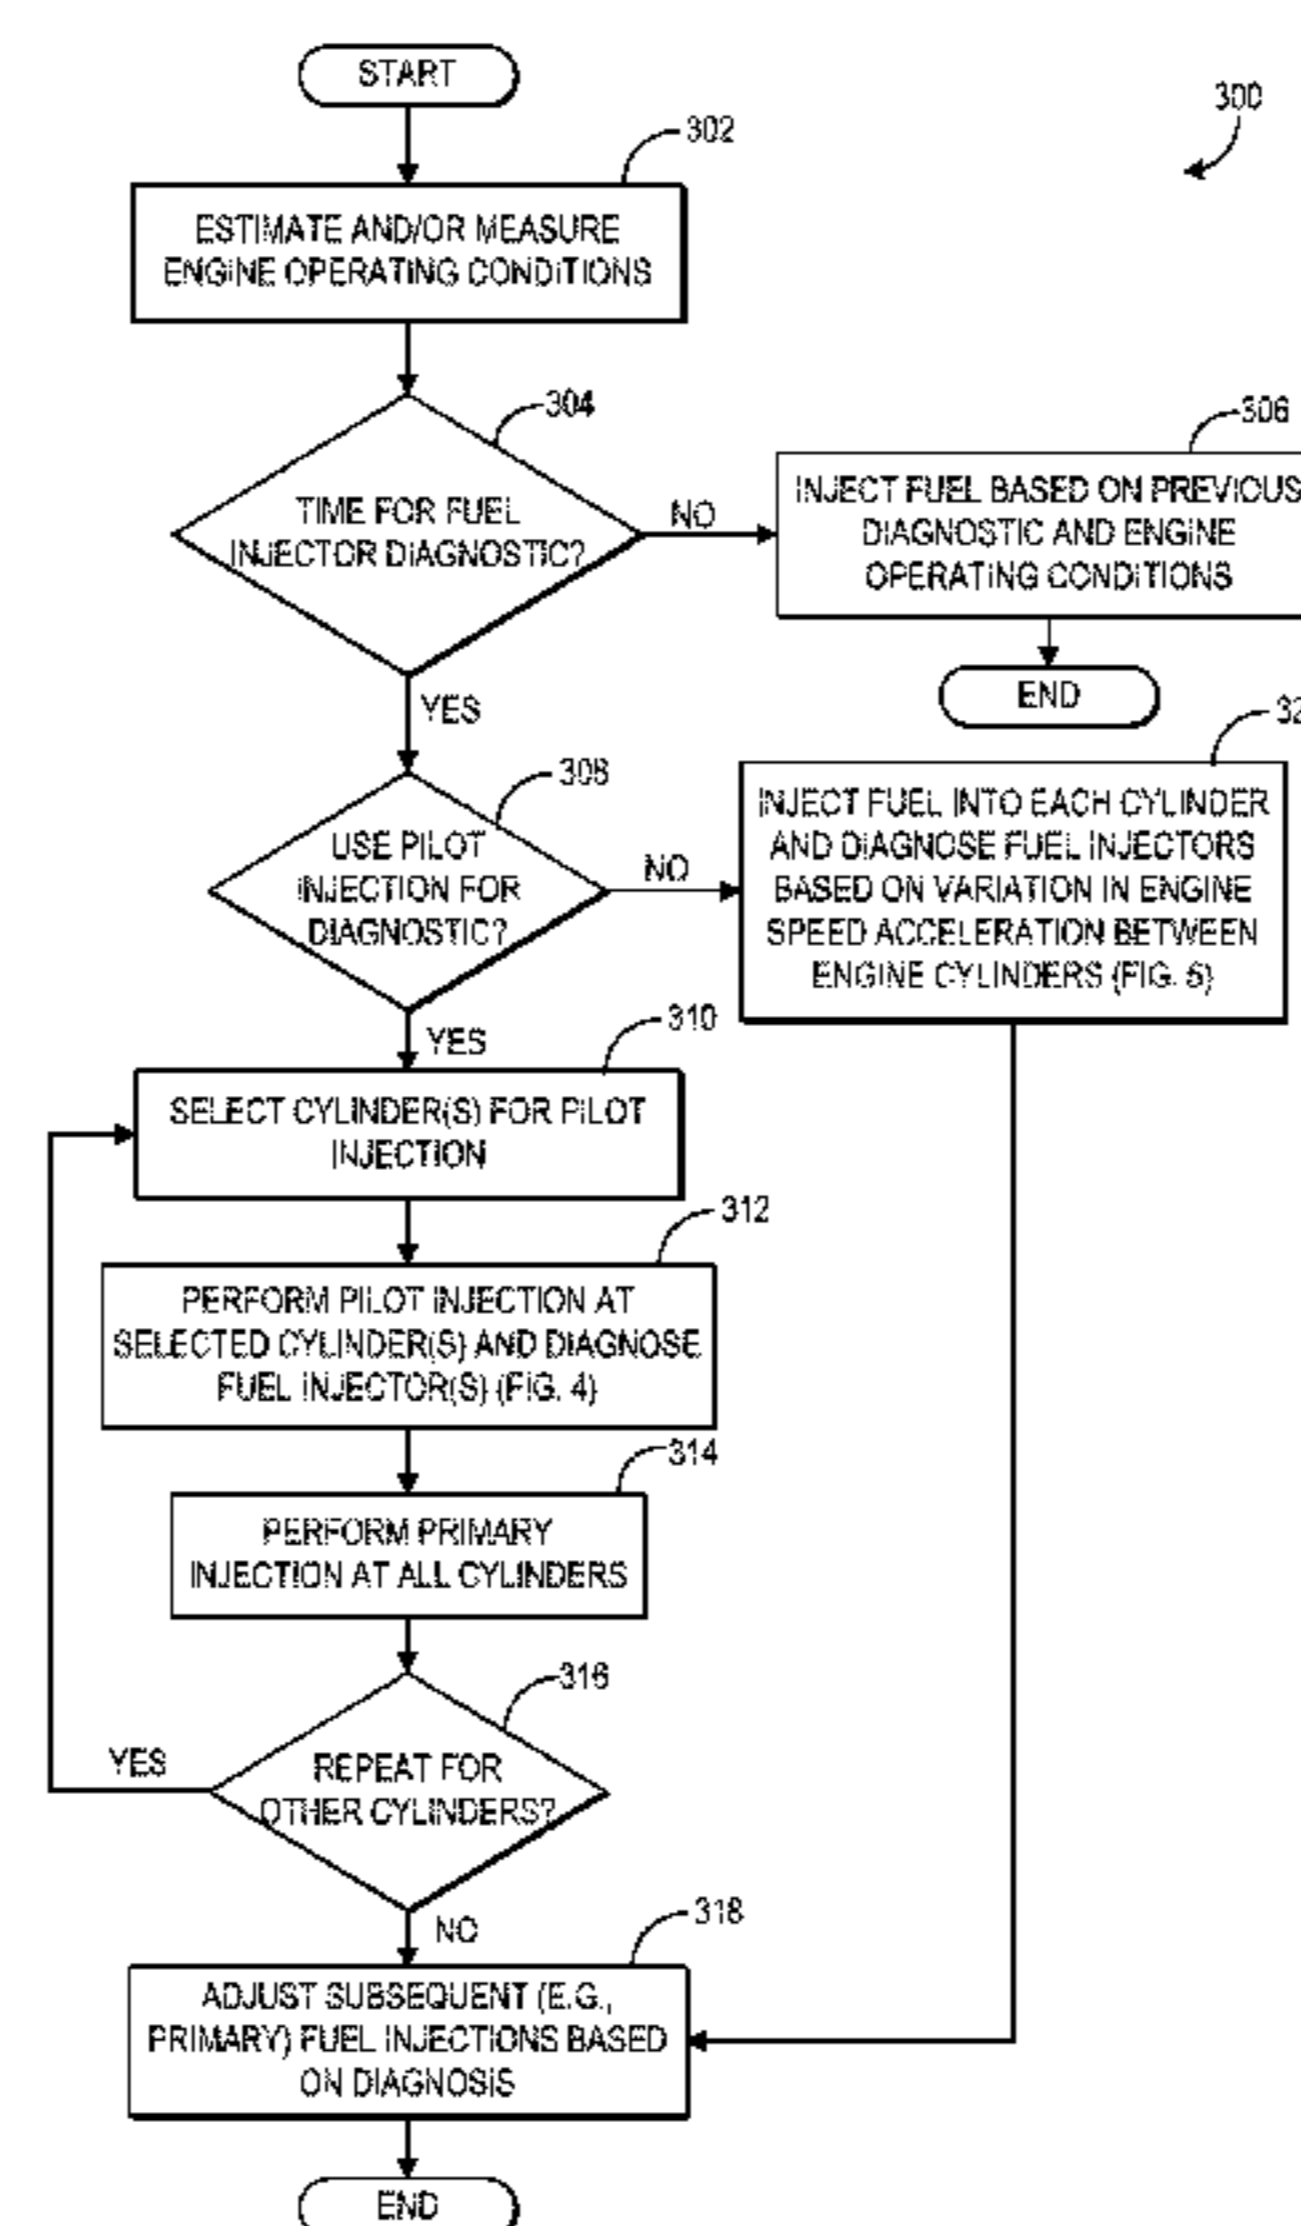 START
300
302
ESTIMATE AND/OR MEASURE
ENGINE OPERATING CONDITIONS
304
TIME FOR FUEL
INJECTOR DIAGNOSTIC?
NO
306
INJECT FUEL BASED ON PREVIOUS
DIAGNOSTIC AND ENGINE
OPERATING CONDITIONS
END
YES
308
USE PILOT
INJECTION FOR
DIAGNOSTIC?
NO
INJECT FUEL INTO EACH CYLINDER
AND DIAGNOSE FUEL INJECTORS
BASED ON VARIATION IN ENGINE
SPEED ACCELERATION BETWEEN
ENGINE CYLINDERS (FIG. 5)
YES
310
SELECT CYLINDER(S) FOR PILOT
INJECTION
312
PERFORM PILOT INJECTION AT
SELECTED CYLINDER(S) AND DIAGNOSE
FUEL INJECTOR(S) (FIG. 4)
314
PERFORM PRIMARY
INJECTION AT ALL CYLINDERS
316
REPEAT FOR
OTHER CYLINDERS?
YES
NO
318
ADJUST SUBSEQUENT (E.G.,
PRIMARY) FUEL INJECTIONS BASED
ON DIAGNOSIS
END